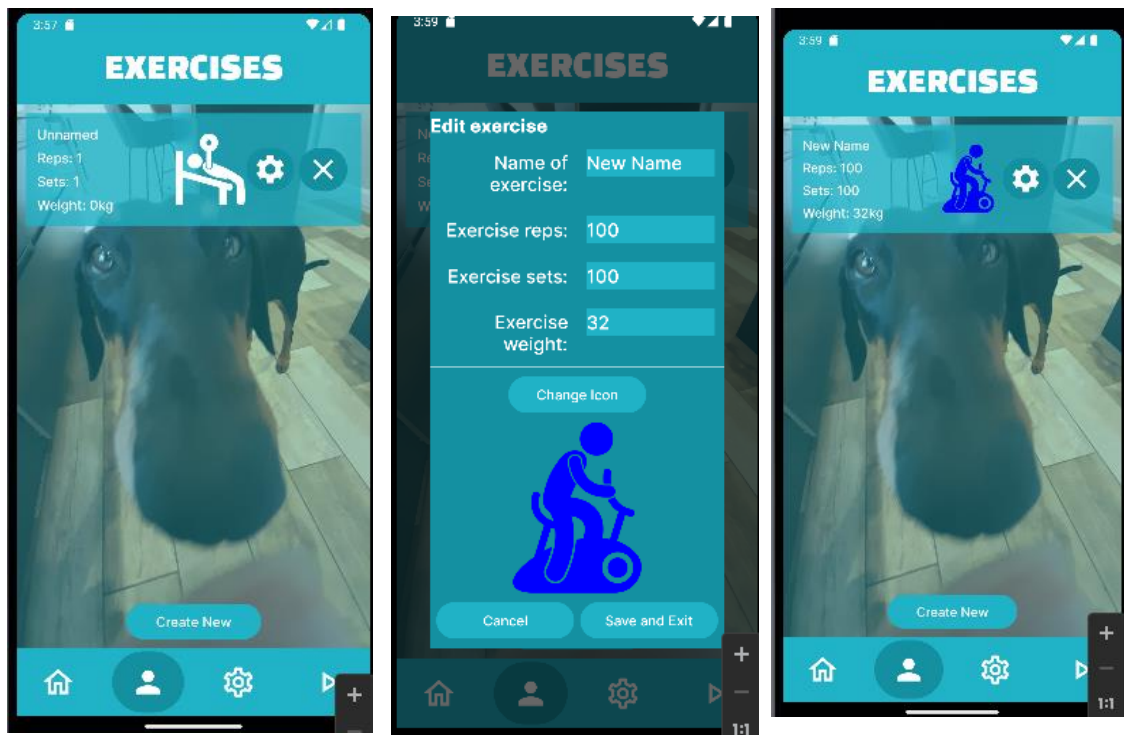 3:57
EXERCISES
Unnamed
Reps: 1
Sets: 1
Weight: 0kg
Create New
3:59
EXERCISES
Edit exercise
Name of
exercise:
New Name
Exercise reps:
100
Exercise sets:
100
Exercise
weight:
32
Change Icon
Cancel
Save and Exit
1:1
3:59
EXERCISES
New Name
Reps: 100
Sets: 100
Weight: 32kg
Create New
1:1